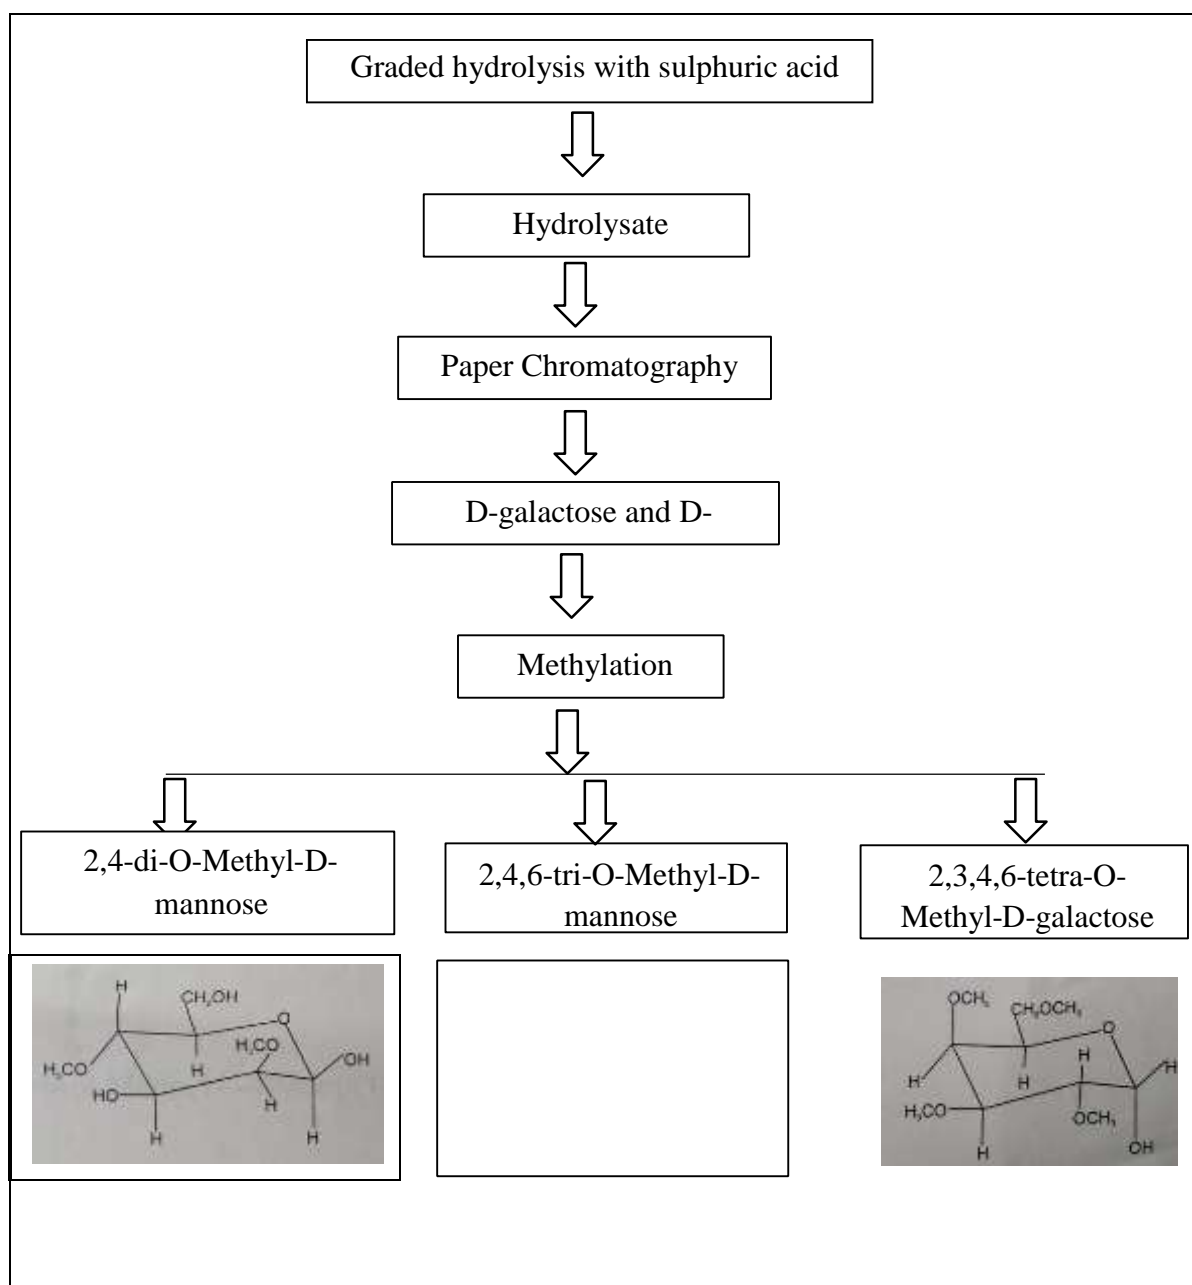 Graded hydrolysis with sulphuric acid
Hydrolysate
Paper Chromatography
D-galactose and D-
Methylation
2,4-di-O-Methyl-D-
mannose
2,4,6-tri-O-Methyl-D-
mannose
2,3,4,6-tetra-O-
Methyl-D-galactose
H
CH₂OH
O
H₃CO
H₃CO
OH
H
HO
H
H
H
OCH₃
CH₂OCH₃
O
H
H
H
H
H₃CO
OCH₃
H
OH